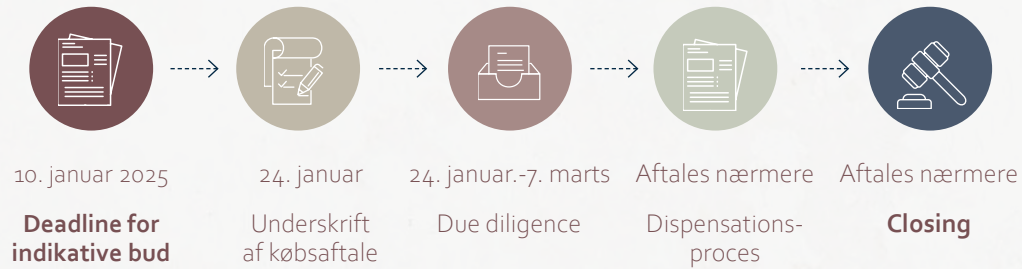 10. januar 2025
Deadline for
indikative bud
24. januar
Underskrift
af købsaftale
24. januar.-7. marts
Due diligence
Aftales nærmere
Dispensations-
proces
Aftales nærmere
Closing